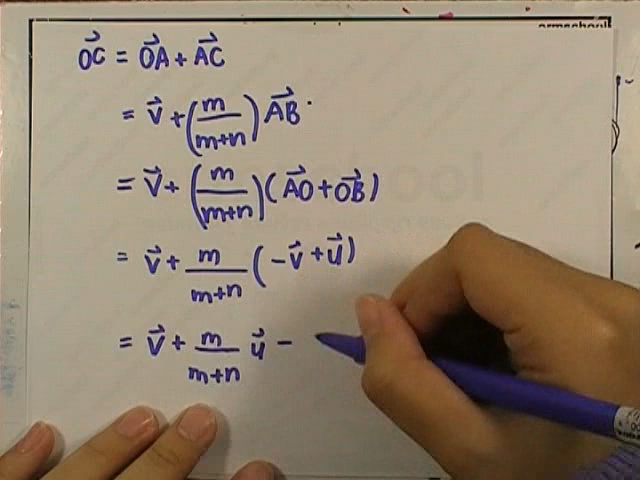 OC⃗ = OA⃗ + AC⃗
= v⃗ + (m/(m+n)) AB⃗.
= v⃗ + (m/(m+n)) (AO⃗ + OB⃗)
= v⃗ + m/(m+n) (-v⃗ + u⃗)
= v⃗ + m/(m+n) u⃗ -